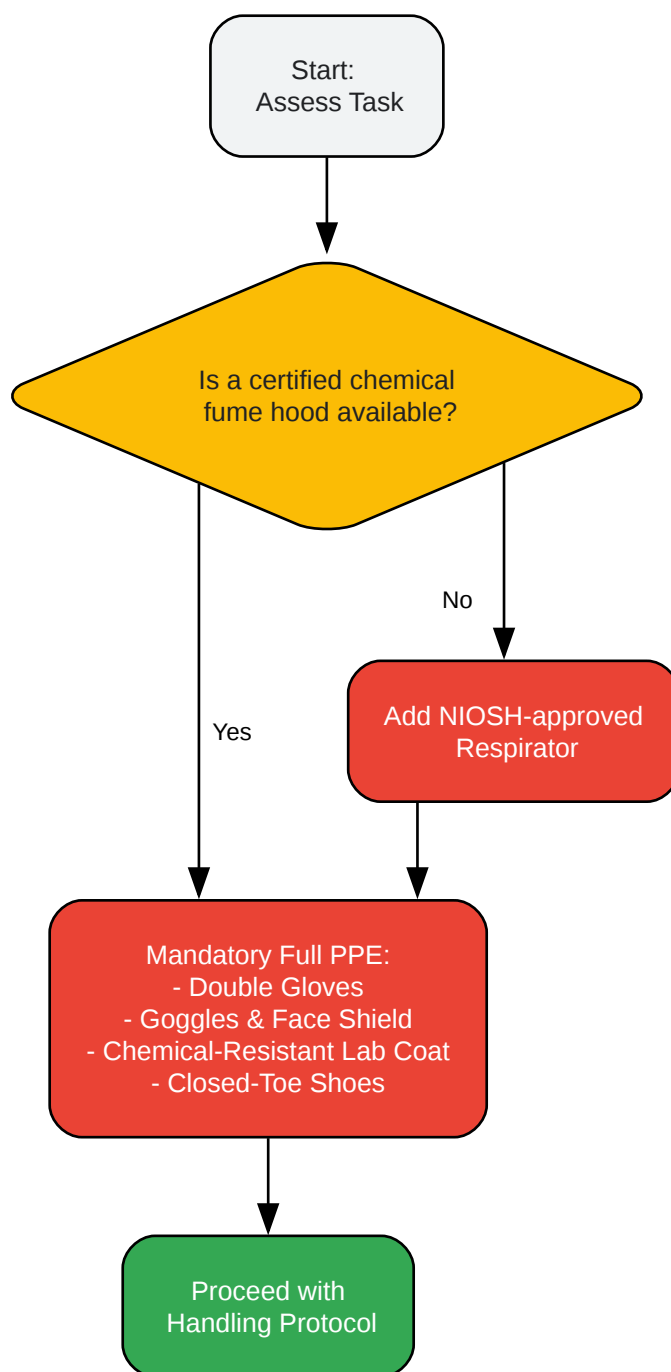 Start:
Assess Task
Is a certified chemical
fume hood available?
No
Add NIOSH-approved
Respirator
Yes
Mandatory Full PPE:
- Double Gloves
- Goggles & Face Shield
- Chemical-Resistant Lab Coat
- Closed-Toe Shoes
Proceed with
Handling Protocol